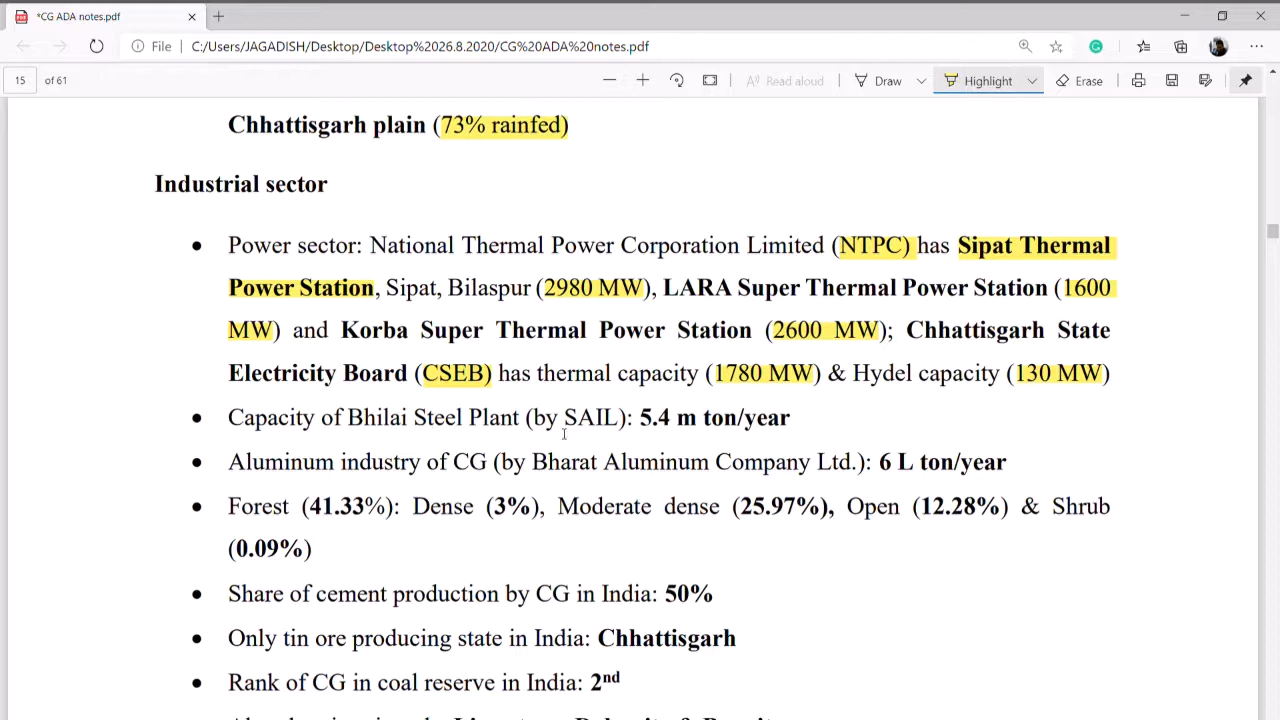 *CG ADA notes.pdf
File | C:/Users/JAGADISH/Desktop/Desktop%2026.8.2020/CG%20ADA%20notes.pdf
15 of 61
Read aloud Draw Highlight Erase
Chhattisgarh plain (73% rainfed)
Industrial sector
• Power sector: National Thermal Power Corporation Limited (NTPC) has Sipat Thermal
Power Station, Sipat, Bilaspur (2980 MW), LARA Super Thermal Power Station (1600
MW) and Korba Super Thermal Power Station (2600 MW); Chhattisgarh State
Electricity Board (CSEB) has thermal capacity (1780 MW) & Hydel capacity (130 MW)
• Capacity of Bhilai Steel Plant (by SAIL): 5.4 m ton/year
• Aluminum industry of CG (by Bharat Aluminum Company Ltd.): 6 L ton/year
• Forest (41.33%): Dense (3%), Moderate dense (25.97%), Open (12.28%) & Shrub
(0.09%)
• Share of cement production by CG in India: 50%
• Only tin ore producing state in India: Chhattisgarh
• Rank of CG in coal reserve in India: 2nd